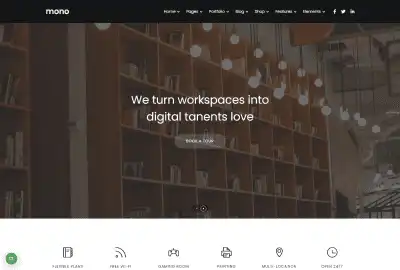 mono
Home Pages Portfolio Blog Shop Features Elements
We turn workspaces into
digital tanents love
BOOK A TOUR
FLEXIBLE PLANS FREE WI-FI GAMING ROOM PRINTING MULTI LOCATION OPEN 24/7